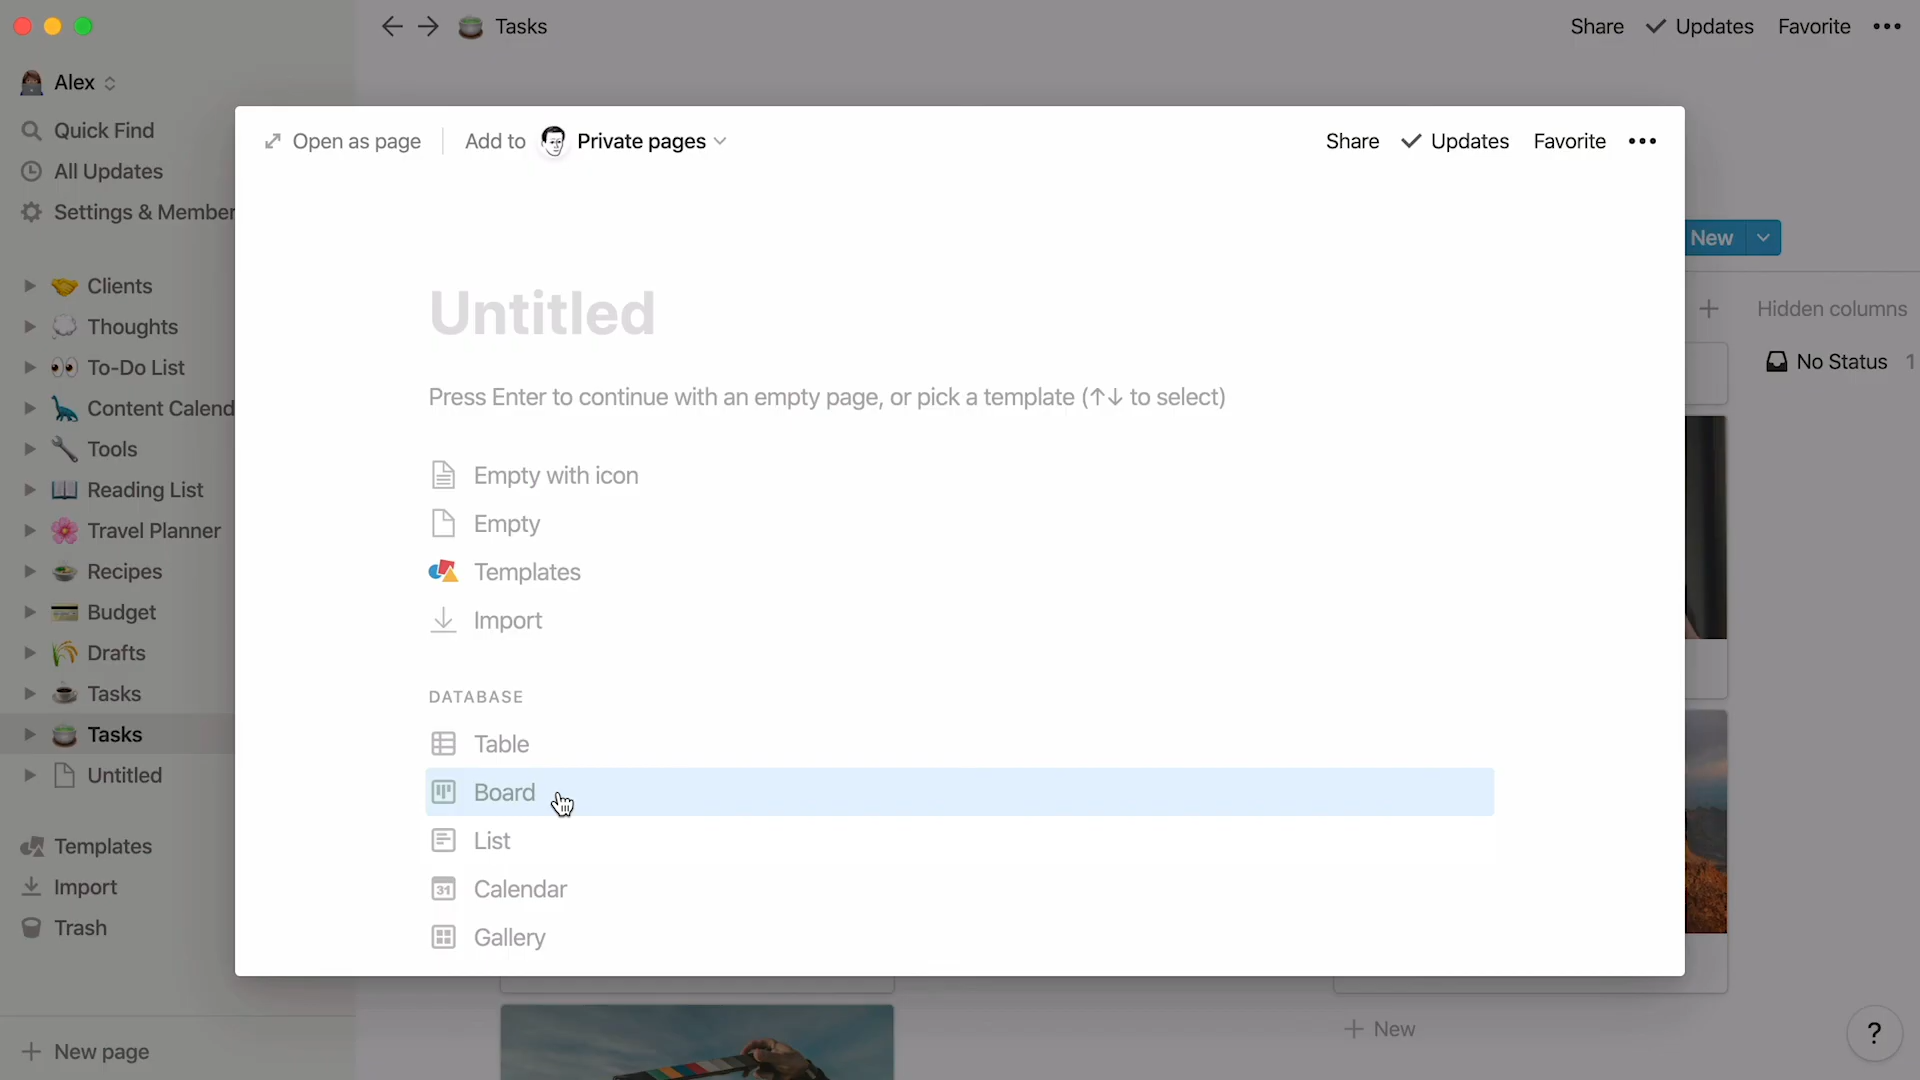 Tasks
Share
Updates
Favorite
Alex
Quick Find
All Updates
Settings & Member
Clients
Thoughts
To-Do List
Content Calend
Tools
Reading List
Travel Planner
Recipes
Budget
Drafts
Tasks
Tasks
Untitled
Templates
Import
Trash
New page
Open as page
Add to
Private pages
Share
Updates
Favorite
Untitled
Press Enter to continue with an empty page, or pick a template (↑↓ to select)
Empty with icon
Empty
Templates
Import
DATABASE
Table
Board
List
31 Calendar
Gallery
New
Hidden columns
No Status 1
New
?